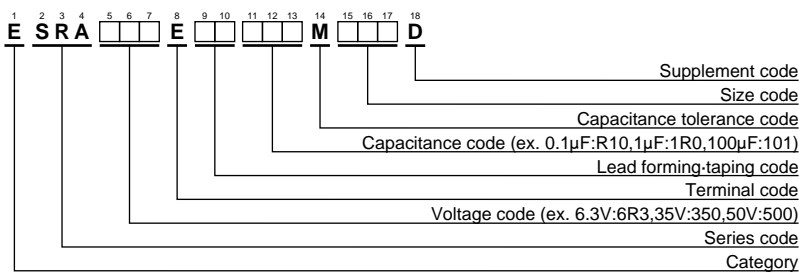 1 2 3 4 5 6 7 8 9 10 11 12 13 14 15 16 17 18
E SRA E M D
Supplement code
Size code
Capacitance tolerance code
Capacitance code (ex. 0.1μF:R10,1μF:1R0,100μF:101)
Lead forming·taping code
Terminal code
Voltage code (ex. 6.3V:6R3,35V:350,50V:500)
Series code
Category